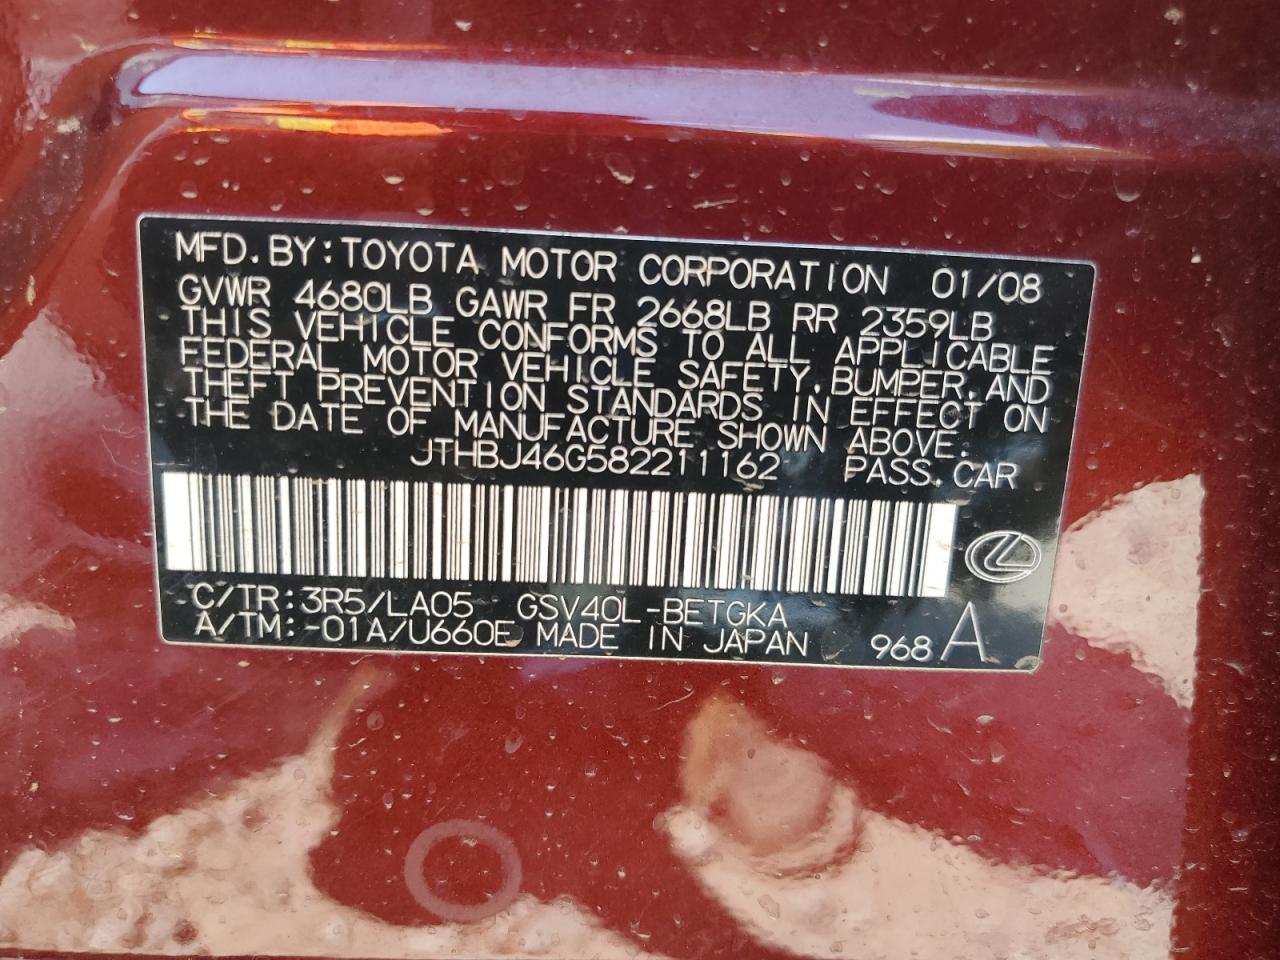 MFD.BY:TOYOTA MOTOR CORPORATION 01/08
GVWR 4680LB GAWR FR 2668LB RR 2359LB
THIS VEHICLE CONFORMS TO ALL APPLICABLE
FEDERAL MOTOR VEHICLE SAFETY,BUMPER,AND
THEFT PREVENTION STANDARDS IN EFFECT ON
THE DATE OF MANUFACTURE SHOWN ABOVE.
JTHBJ46G582211162 PASS.CAR
C/TR:3R5/LA05 GSV40L-BETGKA
A/TM:-01A/U660E MADE IN JAPAN 968 A